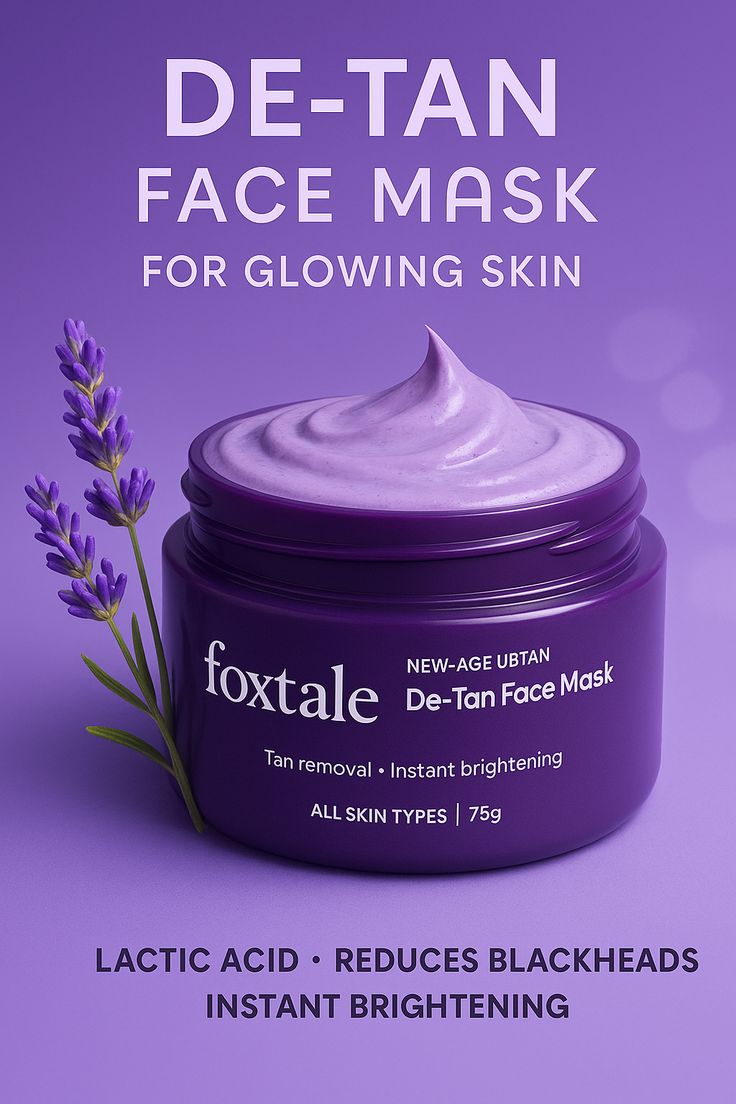 DE-TAN
FACE MASK
FOR GLOWING SKIN
foxtale
NEW-AGE UBTAN
De-Tan Face Mask
Tan removal • Instant brightening
ALL SKIN TYPES | 75g
LACTIC ACID • REDUCES BLACKHEADS
INSTANT BRIGHTENING